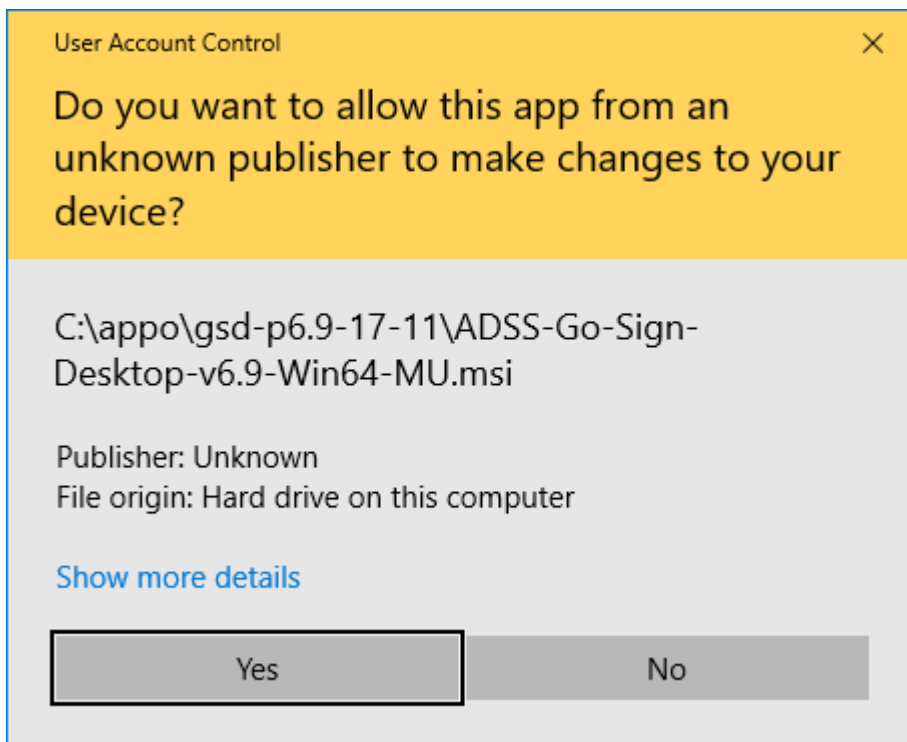 User Account Control
Do you want to allow this app from an
unknown publisher to make changes to your
device?
C:\appo\gsd-p6.9-17-11\ADSS-Go-Sign-
Desktop-v6.9-Win64-MU.msi
Publisher: Unknown
File origin: Hard drive on this computer
Show more details
Yes No